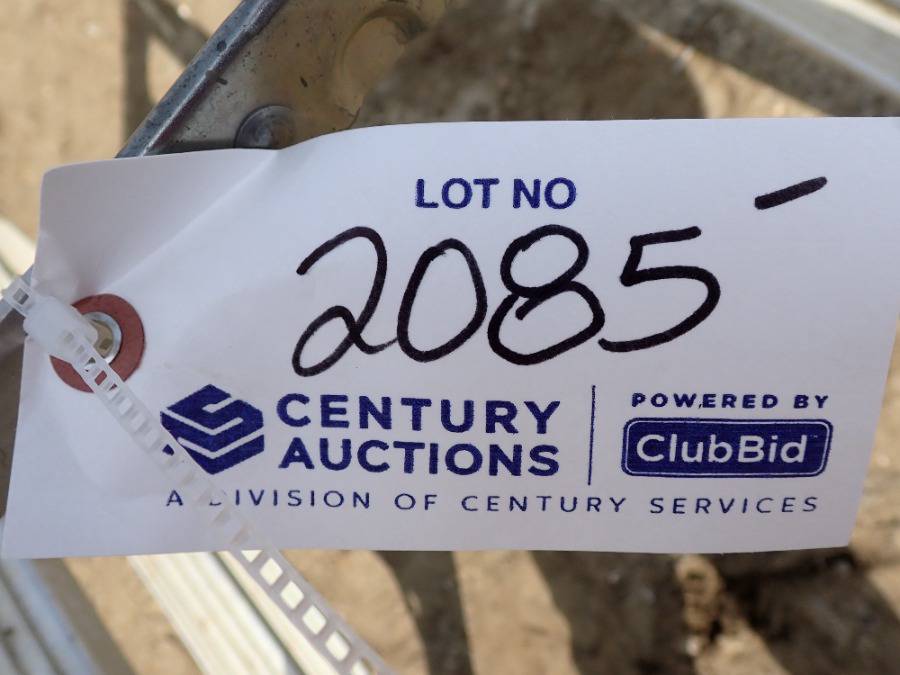 LOT NO
2085 -
CENTURY
AUCTIONS
POWERED BY
ClubBid
A DIVISION OF CENTURY SERVICES